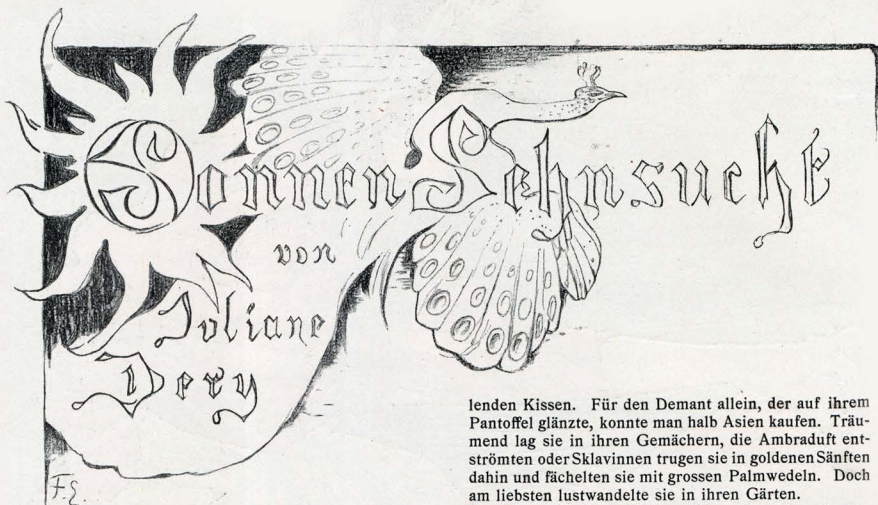 Sonnen Sehnsucht
von
Juliane
Dery
F. E.
lenden Kissen. Für den Demant allein, der auf ihrem
Pantoffel glänzte, konnte man halb Asien kaufen. Träu-
mend lag sie in ihren Gemächern, die Ambraduft ent-
strömten oder Sklavinnen trugen sie in goldenen Sänften
dahin und fächelten sie mit grossen Palmwedeln. Doch
am liebsten lustwandelte sie in ihren Gärten.